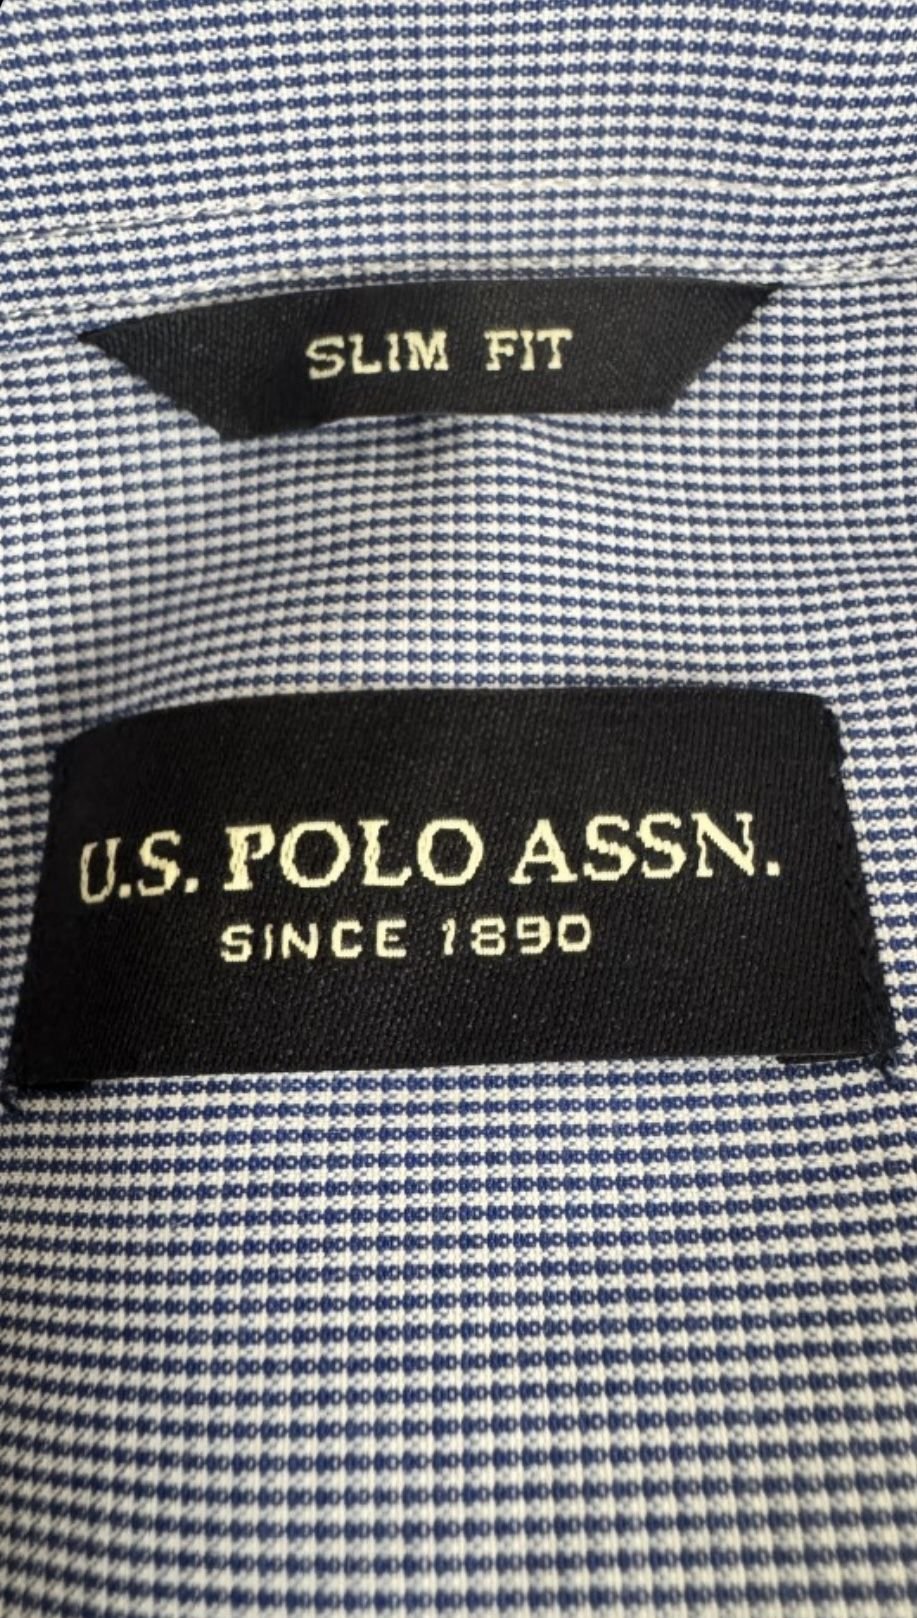 SLIM FIT
U.S. POLO ASSN.
SINCE 1890